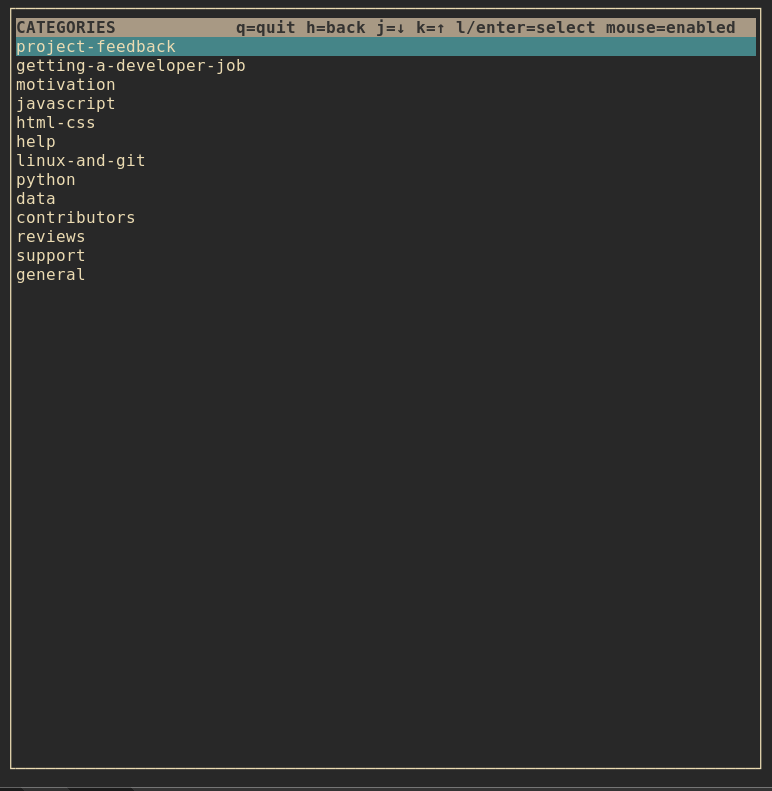 CATEGORIES q=quit h=back j=↓ k=↑ l/enter=select mouse=enabled
project-feedback
getting-a-developer-job
motivation
javascript
html-css
help
linux-and-git
python
data
contributors
reviews
support
general